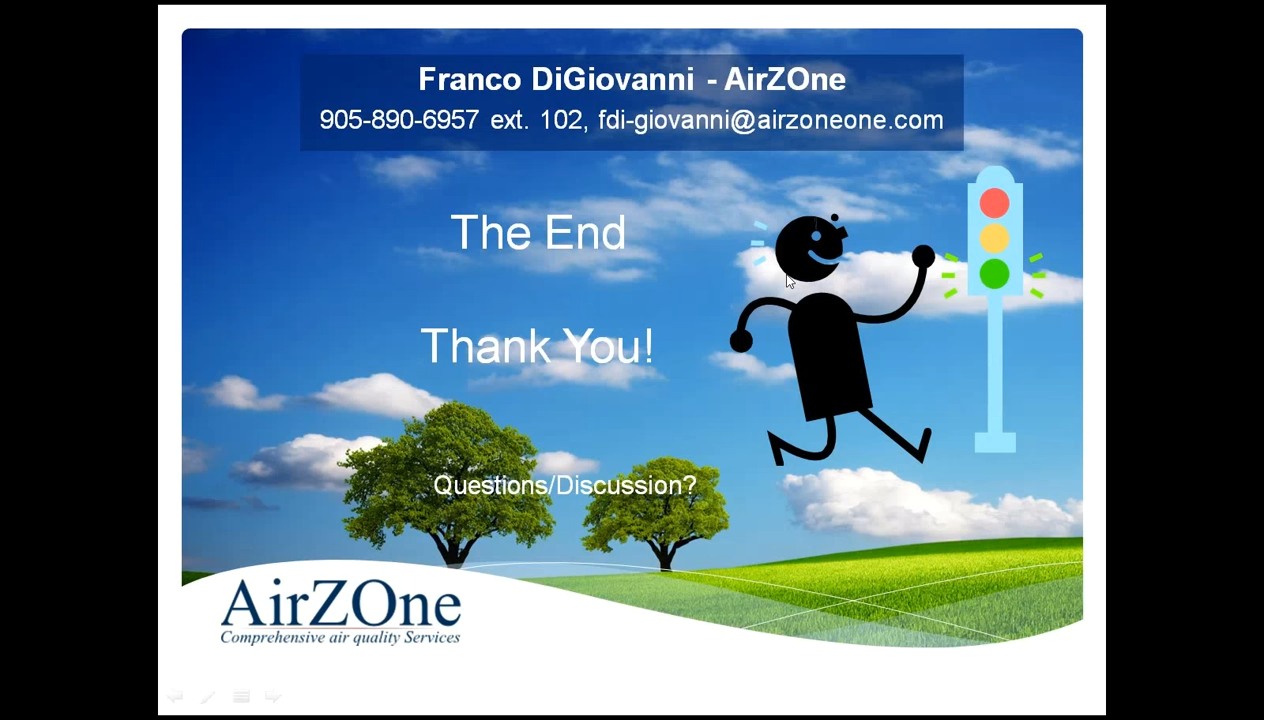 Franco DiGiovanni - AirZOne
905-890-6957 ext. 102, fdi-giovanni@airzoneone.com
The End
Thank You!
Questions/Discussion?
AirZOne
Comprehensive air quality Services